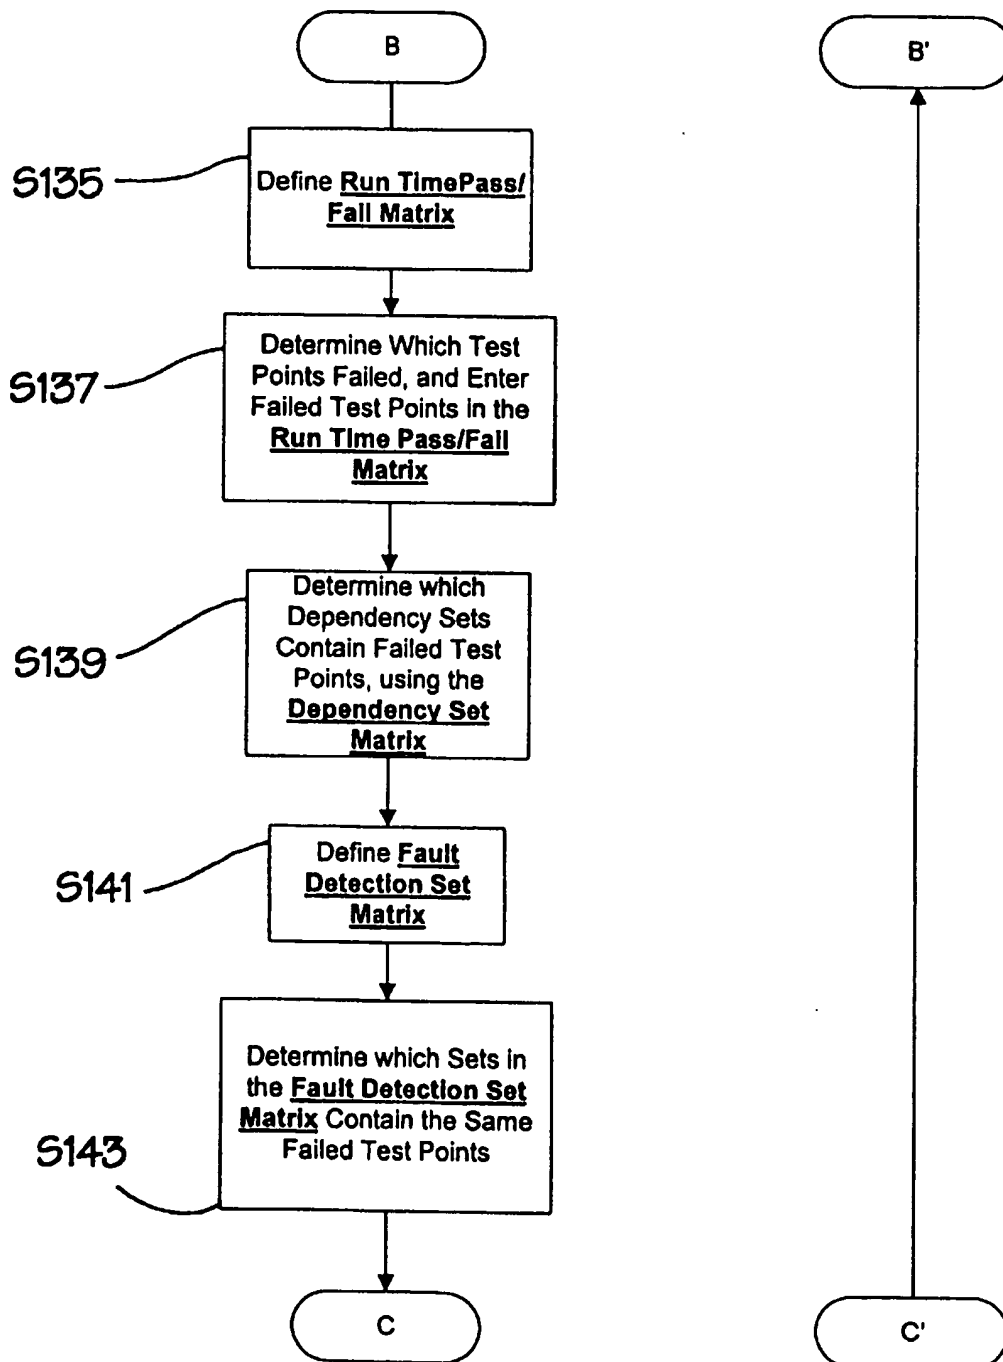 B
B'
S135
Define Run TimePass/
Fail Matrix
S137
Determine Which Test
Points Failed, and Enter
Failed Test Points in the
Run Time Pass/Fail
Matrix
S139
Determine which
Dependency Sets
Contain Failed Test
Points, using the
Dependency Set
Matrix
S141
Define Fault
Detection Set
Matrix
S143
Determine which Sets in
the Fault Detection Set
Matrix Contain the Same
Failed Test Points
C
C'